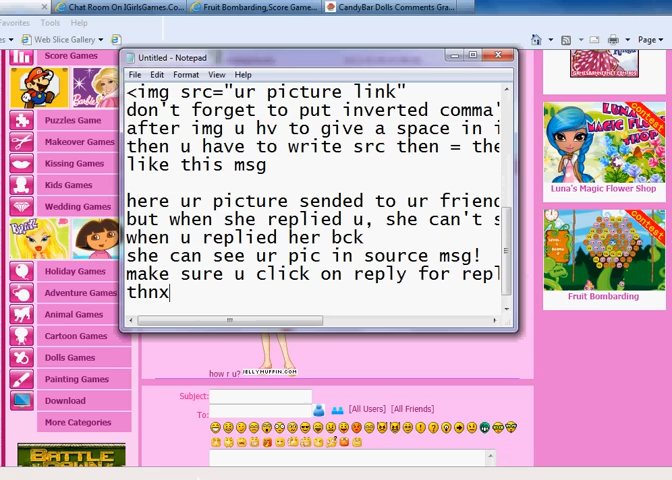 Chat Room On IGirlsGames.Co...
Fruit Bombarding,Score Game...
CandyBar Dolls Comments Gra...
Favorites View Tools Help
Web Slice Gallery
Page
Score Games
Puzzles Game
Makeover Games
Kissing Games
Kids Games
Wedding Games
Holiday Games
Adventure Games
Animal Games
Cartoon Games
Dolls Games
Painting Games
Download
More Categories
Untitled - Notepad
File Edit Format View Help
<img src="ur picture link"
don't forget to put inverted comma'
after img u hv to give a space in i
then u have to write src then = the
like this msg
here ur picture sended to ur friend
but when she replied u, she can't s
when u replied her bck
she can see ur pic in source msg!
make sure u click on reply for repl
thnx
how r u?
JELLYMUFFIN.COM
Subject:
To:
[All Users] [All Friends]
contest
Luna's Magic Flower Shop
contest
Fruit Bombarding